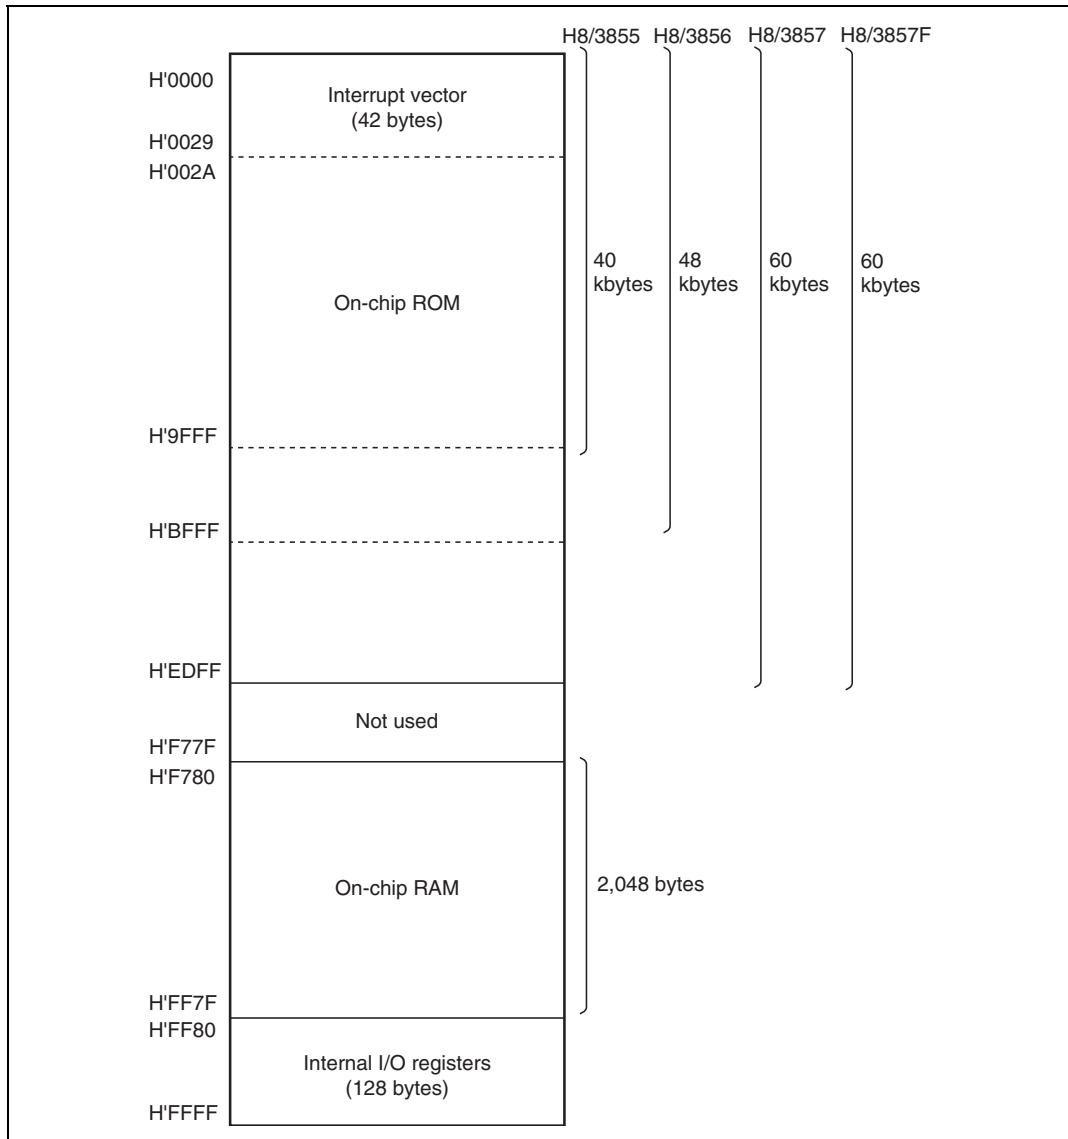 H8/3855 H8/3856 H8/3857 H8/3857F
H'0000
Interrupt vector
(42 bytes)
H'0029
H'002A
40
kbytes
48
kbytes
60
kbytes
60
kbytes
On-chip ROM
H'9FFF
H'BFFF
H'EDFF
Not used
H'F77F
H'F780
On-chip RAM
2,048 bytes
H'FF7F
H'FF80
Internal I/O registers
(128 bytes)
H'FFFF